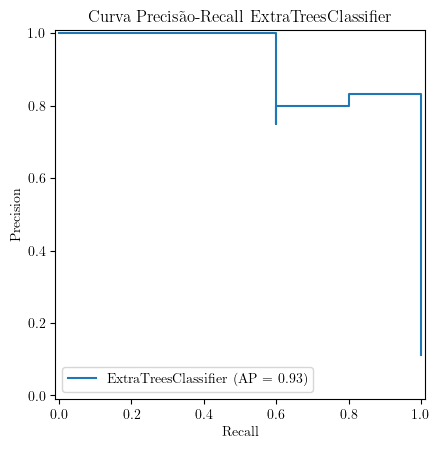 Curva Precisão-Recall ExtraTreesClassifier
1.0
0.8
0.6
0.4
0.2
0.0
Precision
ExtraTreesClassifier (AP = 0.93)
0.0 0.2 0.4 0.6 0.8 1.0
Recall